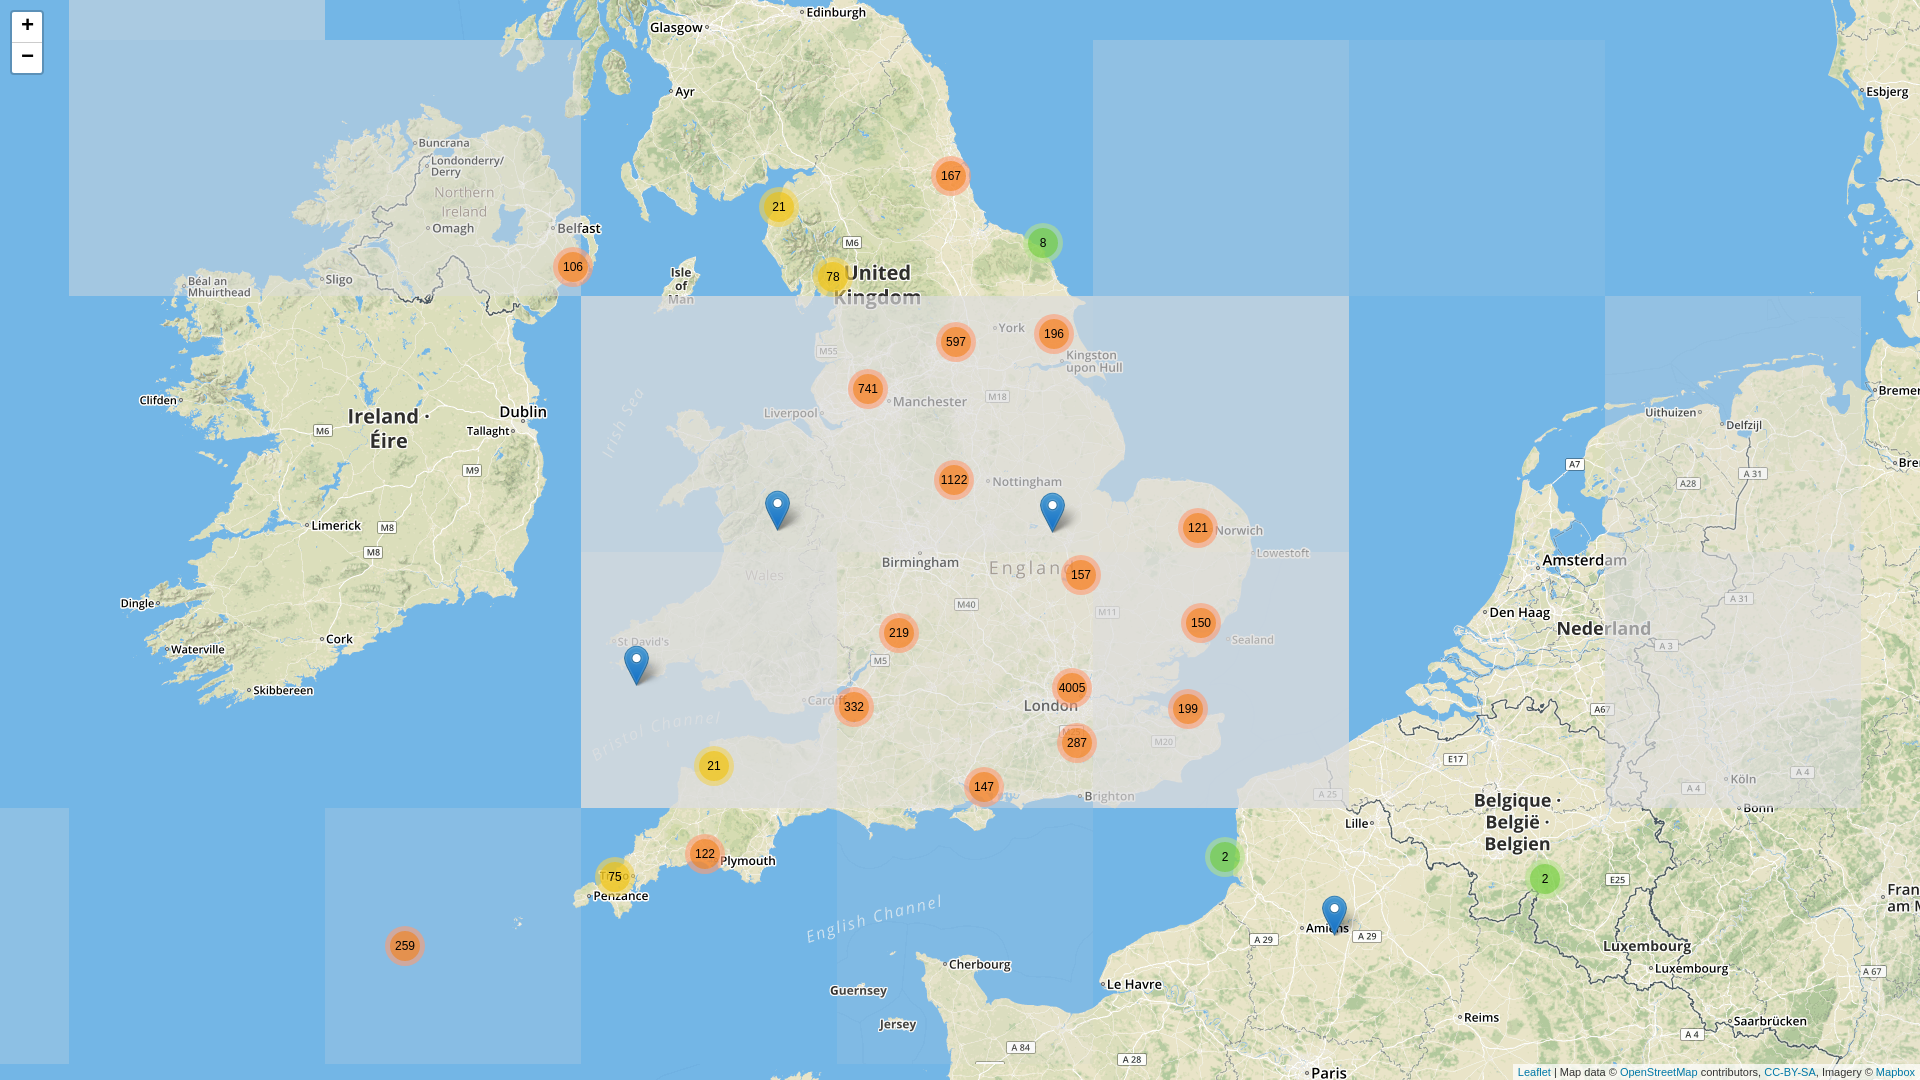 +
−
Glasgow
Edinburgh
Ayr
Esbjerg
Buncrana
Londonderry/
Derry
Northern
Ireland
Omagh
Belfast
167
21
8
M6
106
78
United
Kingdom
Isle
of
Man
Béal an
Mhuirthead
Sligo
York
597
196
M55
Kingston
upon Hull
741
Manchester
M18
Liverpool
Irish Sea
Clifden
Ireland ·
Éire
Dublin
M6
Tallaght
M9
Uithuizen
Delfzijl
A7
A 31
A28
Bremen
Bre
1122
Nottingham
Limerick
M8
M8
121
Norwich
Lowestoft
Birmingham
England
157
Wales
Amsterdam
M40
M11
A 31
Dingle
Den Haag
Nederland
219
150
Sealand
Cork
St David's
M5
A 3
Waterville
Skibbereen
4005
London
Cardiff
332
199
A67
Bristol Channel
287
M20
E17
21
147
Brighton
A 25
Köln
A 4
A 4
Bonn
Belgique ·
België ·
Belgien
Lille
122
Plymouth
75
Penzance
2
2
E25
Fran
am M
English Channel
259
Amiens
A 29
A 29
Luxembourg
Luxembourg
Cherbourg
A 67
Guernsey
Le Havre
Jersey
Reims
Saarbrücken
A 4
A 84
A 28
Paris
Leaflet | Map data © OpenStreetMap contributors, CC-BY-SA, Imagery © Mapbox